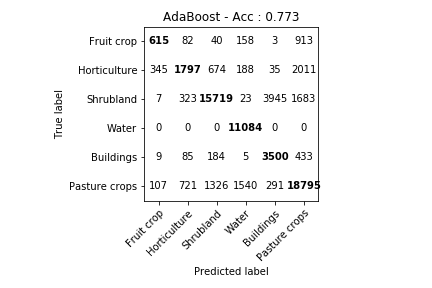 AdaBoost - Acc : 0.773
True label
Fruit crop 615 82 40 158 3 913
Horticulture 345 1797 674 188 35 2011
Shrubland 7 323 15719 23 3945 1683
Water 0 0 0 11084 0 0
Buildings 9 85 184 5 3500 433
Pasture crops 107 721 1326 1540 291 18795
Fruit crop Horticulture Shrubland Water Buildings Pasture crops
Predicted label